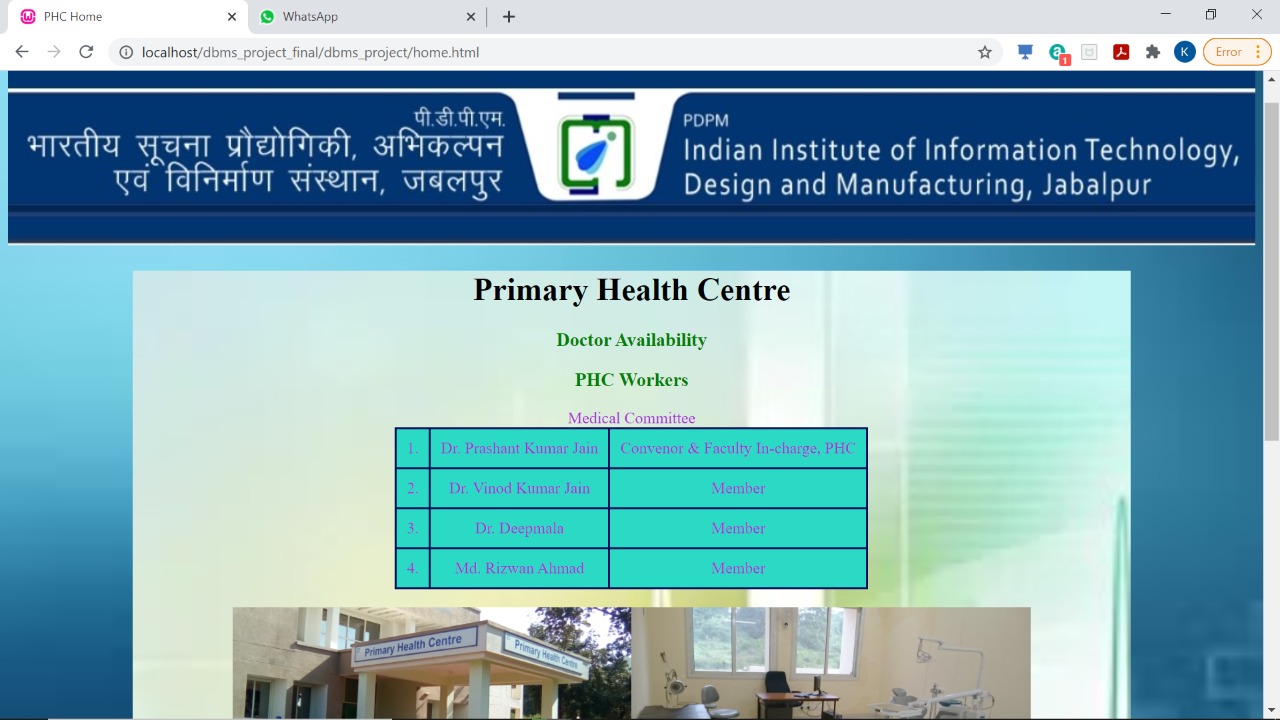 PHC Home
WhatsApp
localhost/dbms_project_final/dbms_project/home.html
1
K
Error
पी.डी.पी.एम.
भारतीय सूचना प्रौद्योगिकी, अभिकल्पन
एवं विनिर्माण संस्थान, जबलपुर
PDPM
Indian Institute of Information Technology,
Design and Manufacturing, Jabalpur
Primary Health Centre
Doctor Availability
PHC Workers
Medical Committee
1. Dr. Prashant Kumar Jain Convenor & Faculty In-charge, PHC
2. Dr. Vinod Kumar Jain Member
3. Dr. Deepmala Member
4. Md. Rizwan Ahmad Member
Primary Health Centre
Primary Health Centre